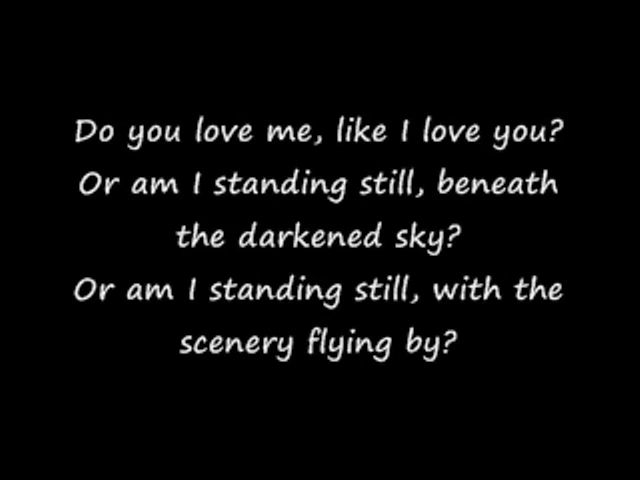 Do you love me, like I love you?
Or am I standing still, beneath
the darkened sky?
Or am I standing still, with the
scenery flying by?